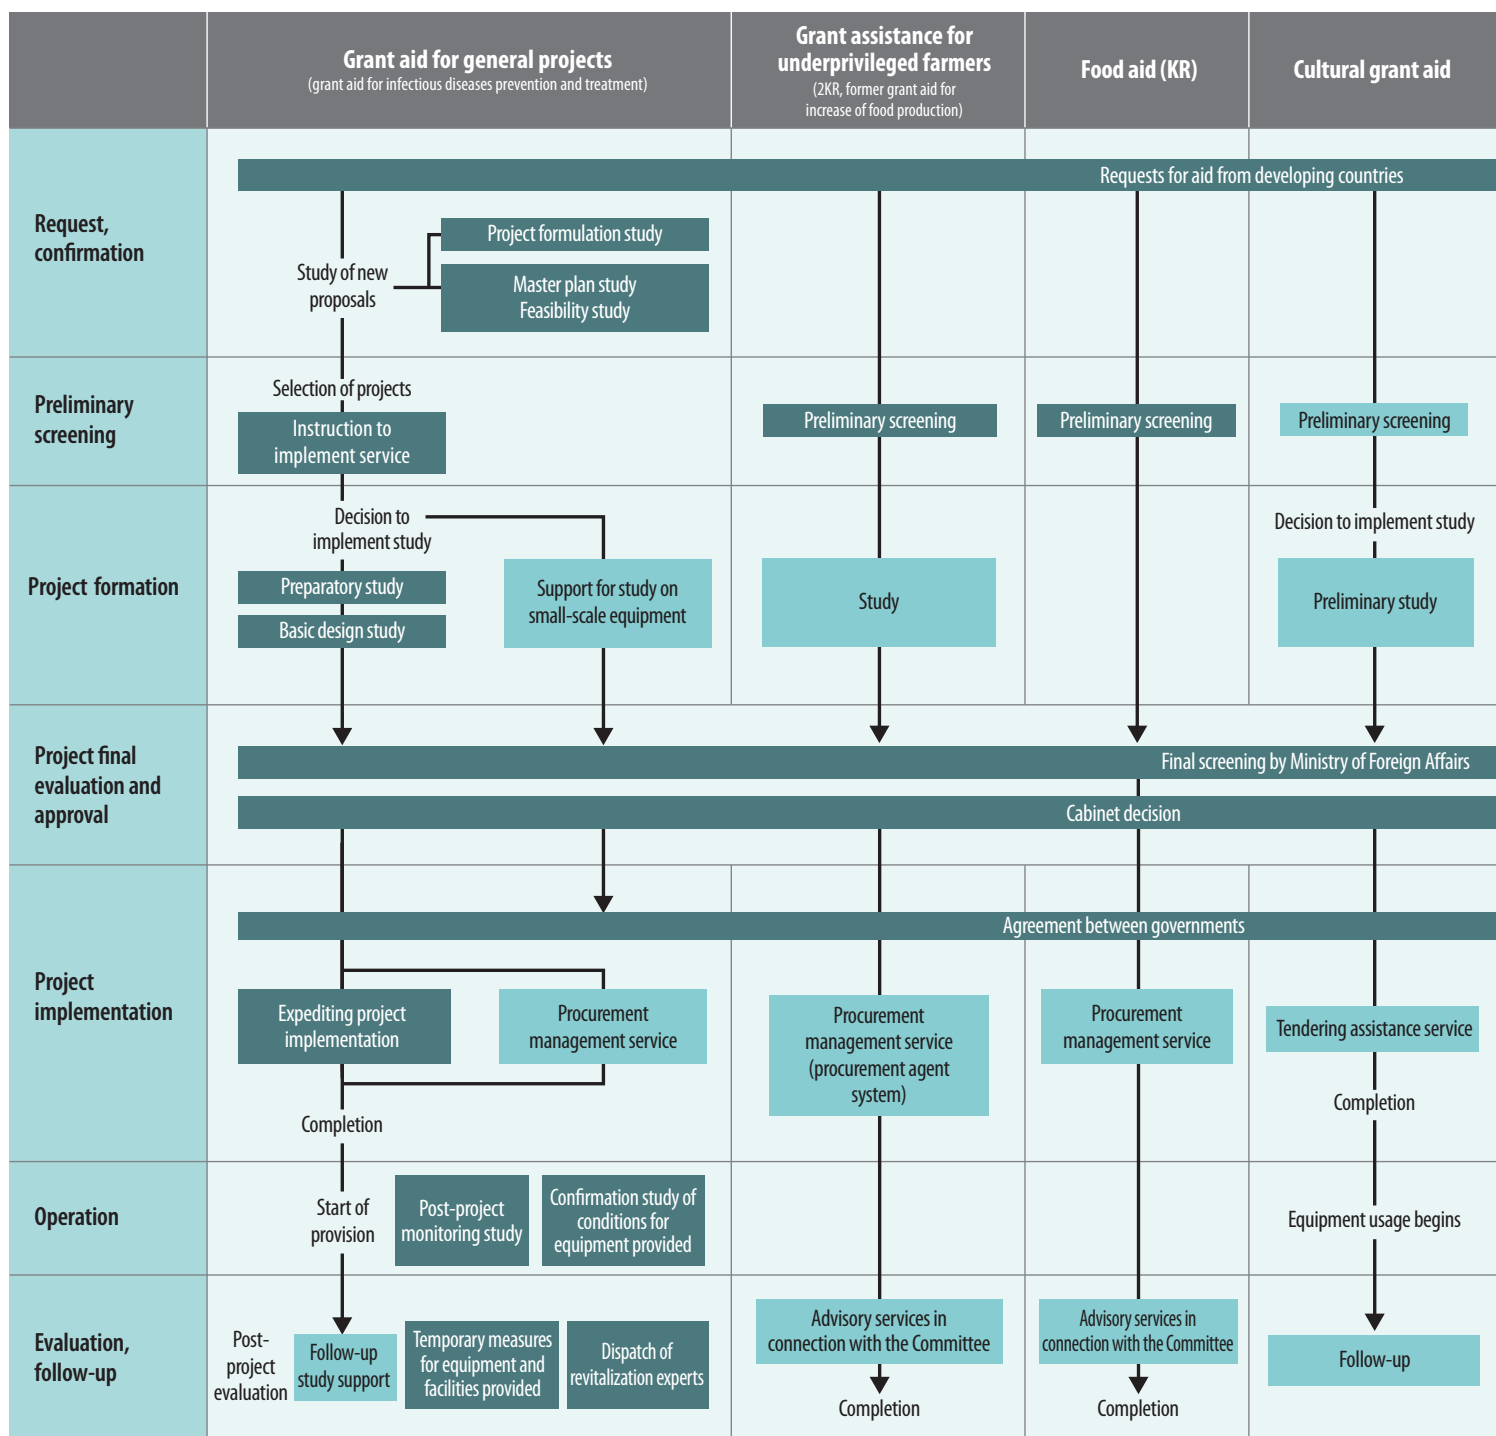 Grant aid for general projects
(grant aid for infectious diseases prevention and treatment)
Grant assistance for
underprivileged farmers
(2KR, former grant aid for
increase of food production)
Food aid (KR)
Cultural grant aid
Request,
confirmation
Requests for aid from developing countries
Project formulation study
Study of new
proposals
Master plan study
Feasibility study
Preliminary
screening
Selection of projects
Instruction to
implement service
Preliminary screening
Preliminary screening
Preliminary screening
Project formation
Decision to
implement study
Preparatory study
Basic design study
Support for study on
small-scale equipment
Study
Decision to implement study
Preliminary study
Project final
evaluation and
approval
Final screening by Ministry of Foreign Affairs
Cabinet decision
Project
implementation
Agreement between governments
Expediting project
implementation
Procurement
management service
Procurement
management service
(procurement agent
system)
Procurement
management service
Tendering assistance service
Completion
Completion
Operation
Start of
provision
Post-project
monitoring study
Confirmation study of
conditions for
equipment provided
Equipment usage begins
Evaluation,
follow-up
Post-
project
evaluation
Follow-up
study support
Temporary measures
for equipment and
facilities provided
Dispatch of
revitalization experts
Advisory services in
connection with the Committee
Completion
Advisory services in
connection with the Committee
Completion
Follow-up